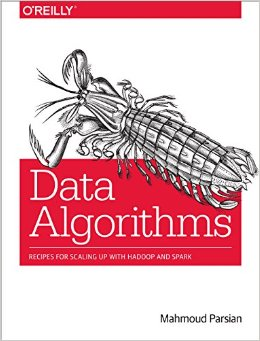 O'REILLY®
Data
Algorithms
RECIPES FOR SCALING UP WITH HADOOP AND SPARK
Mahmoud Parsian